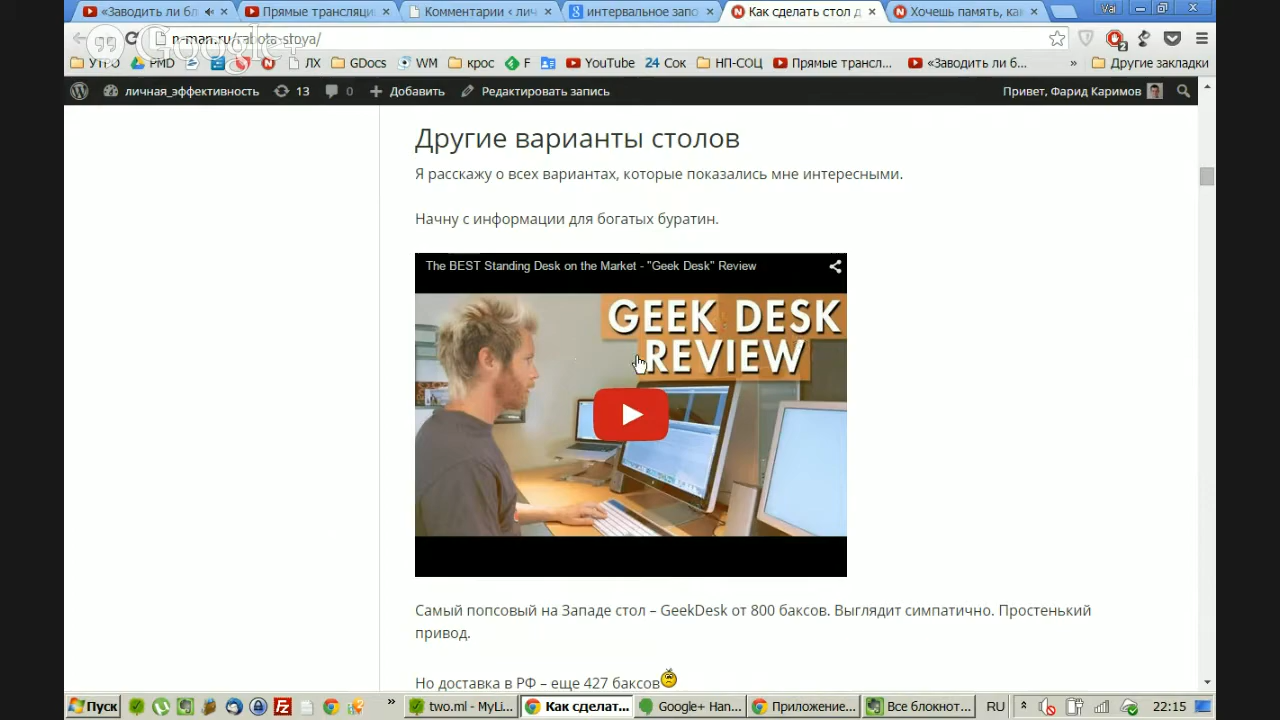 «Заводить ли бл
Прямые трансляци
Комментарии ‹ лич
интервальное запо
Как сделать стол д
Хочешь память, как
Val
n-man.ru/rabota-stoya/
Google+
2
УТРО
PMD
ЛХ
GDocs
WM
крос
F
YouTube
24 Сок
НП-СОЦ
Прямые трансл...
«Заводить ли б...
»
Другие закладки
личная_эффективность
13
0
Добавить
Редактировать запись
Привет, Фарид Каримов
Другие варианты столов
Я расскажу о всех вариантах, которые показались мне интересными.
Начну с информации для богатых буратин.
The BEST Standing Desk on the Market - "Geek Desk" Review
GEEK DESK
REVIEW
Самый попсовый на Западе стол – GeekDesk от 800 баксов. Выглядит симпатично. Простенький
привод.
Но доставка в РФ – еще 427 баксов
Пуск
»
two.ml - MyLi...
Как сделат...
Google+ Han...
Приложение...
Все блокнот...
RU
22:15